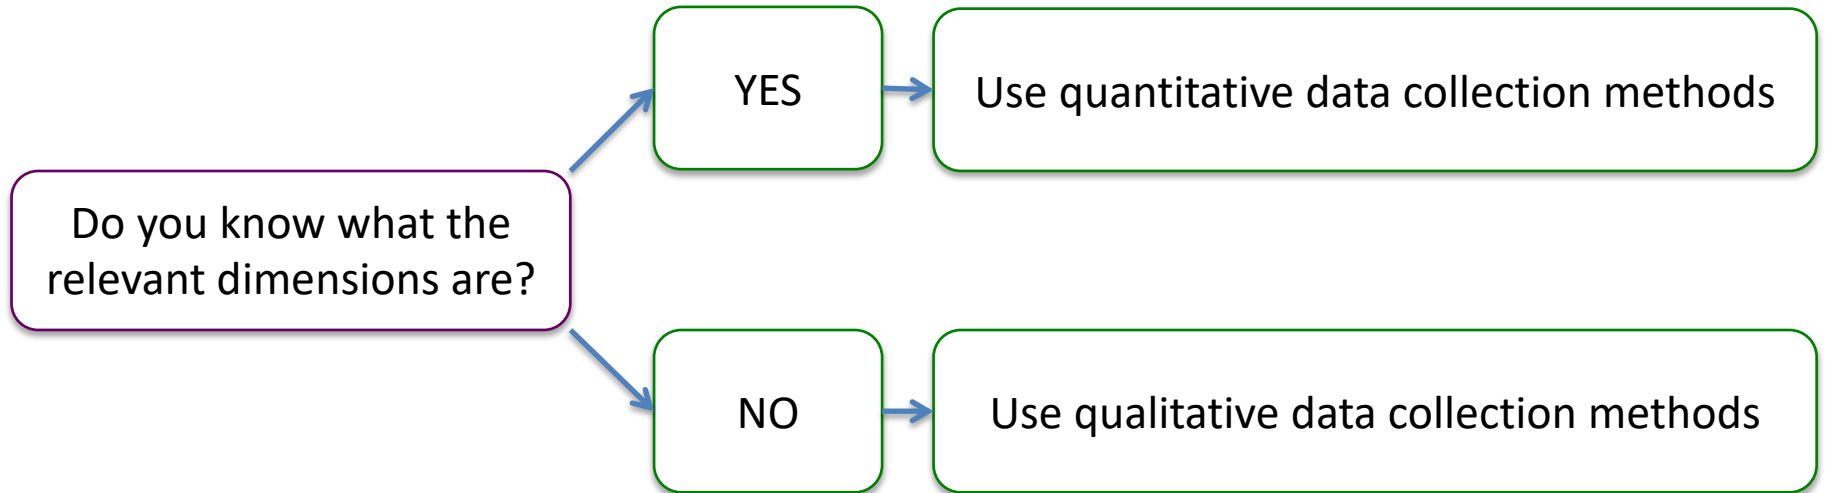 YES
Use quantitative data collection methods
Do you know what the
relevant dimensions are?
NO
Use qualitative data collection methods